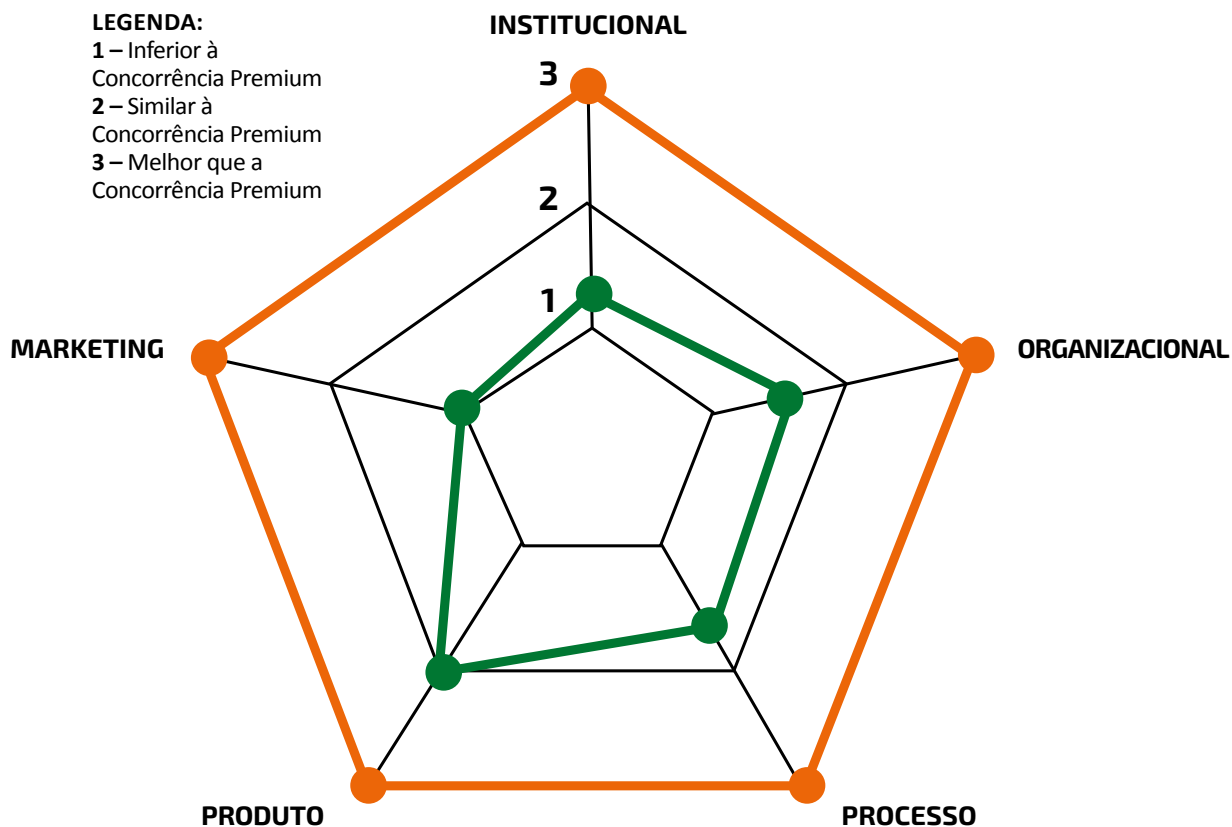 LEGENDA:
1 – Inferior à
Concorrência Premium
2 – Similar à
Concorrência Premium
3 – Melhor que a
Concorrência Premium
INSTITUCIONAL
3
2
1
MARKETING
ORGANIZACIONAL
PRODUTO
PROCESSO